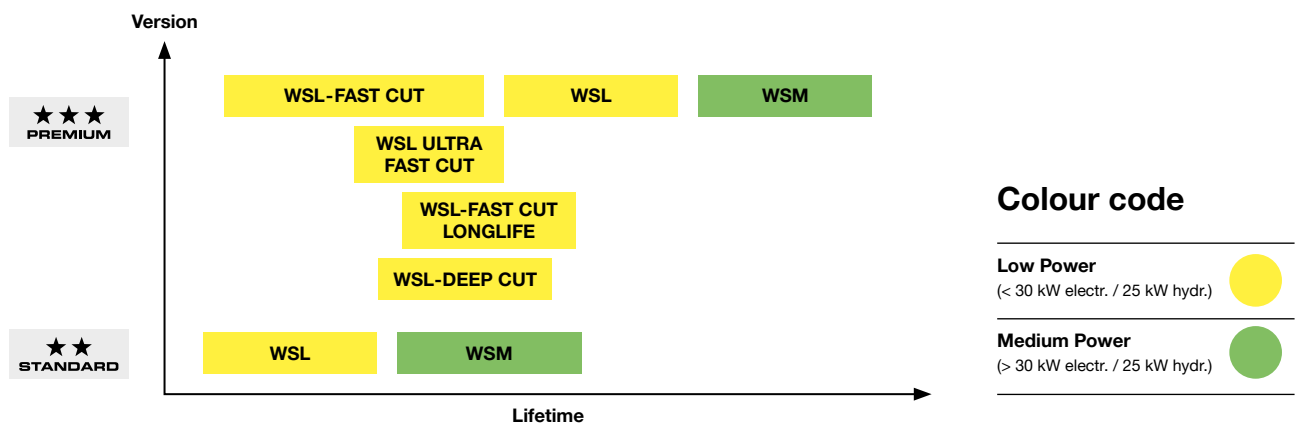 Version
★★★
PREMIUM
WSL-FAST CUT
WSL
WSM
WSL ULTRA
FAST CUT
WSL-FAST CUT
LONGLIFE
WSL-DEEP CUT
★★
STANDARD
WSL
WSM
Lifetime
Colour code
Low Power
(< 30 kW electr. / 25 kW hydr.)
Medium Power
(> 30 kW electr. / 25 kW hydr.)